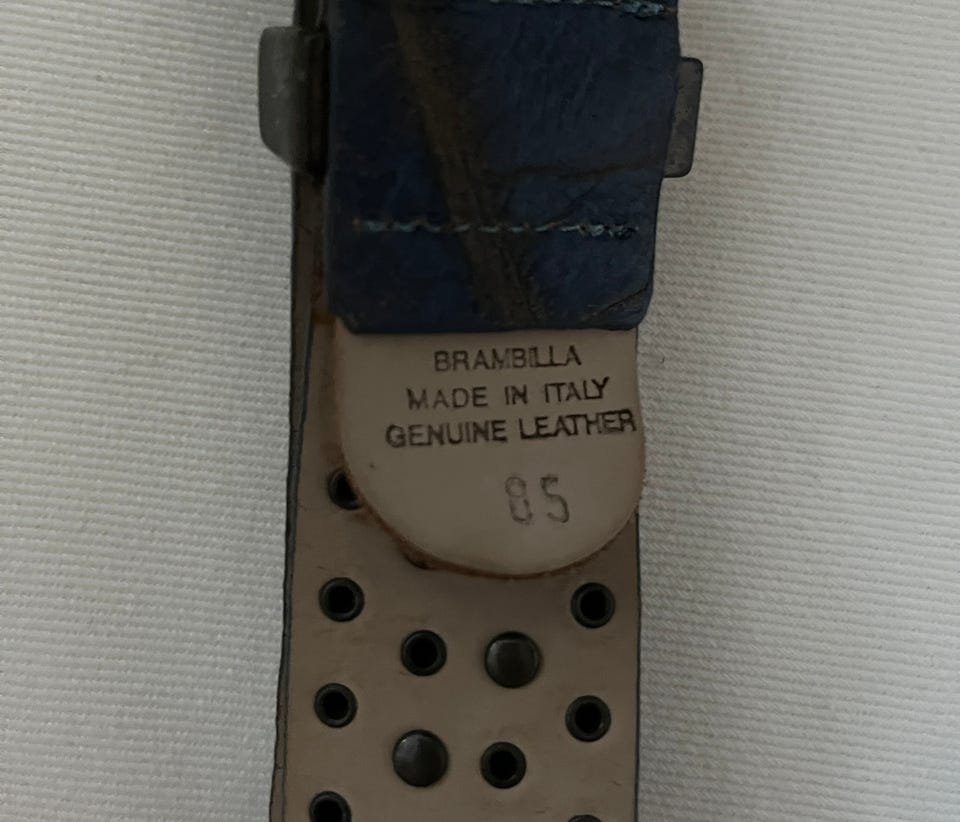 BRAMBILLA
MADE IN ITALY
GENUINE LEATHER
85